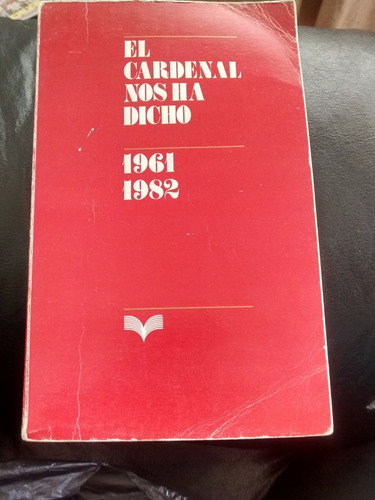 EL
CARDENAL
NOS HA
DICHO
1961
1982